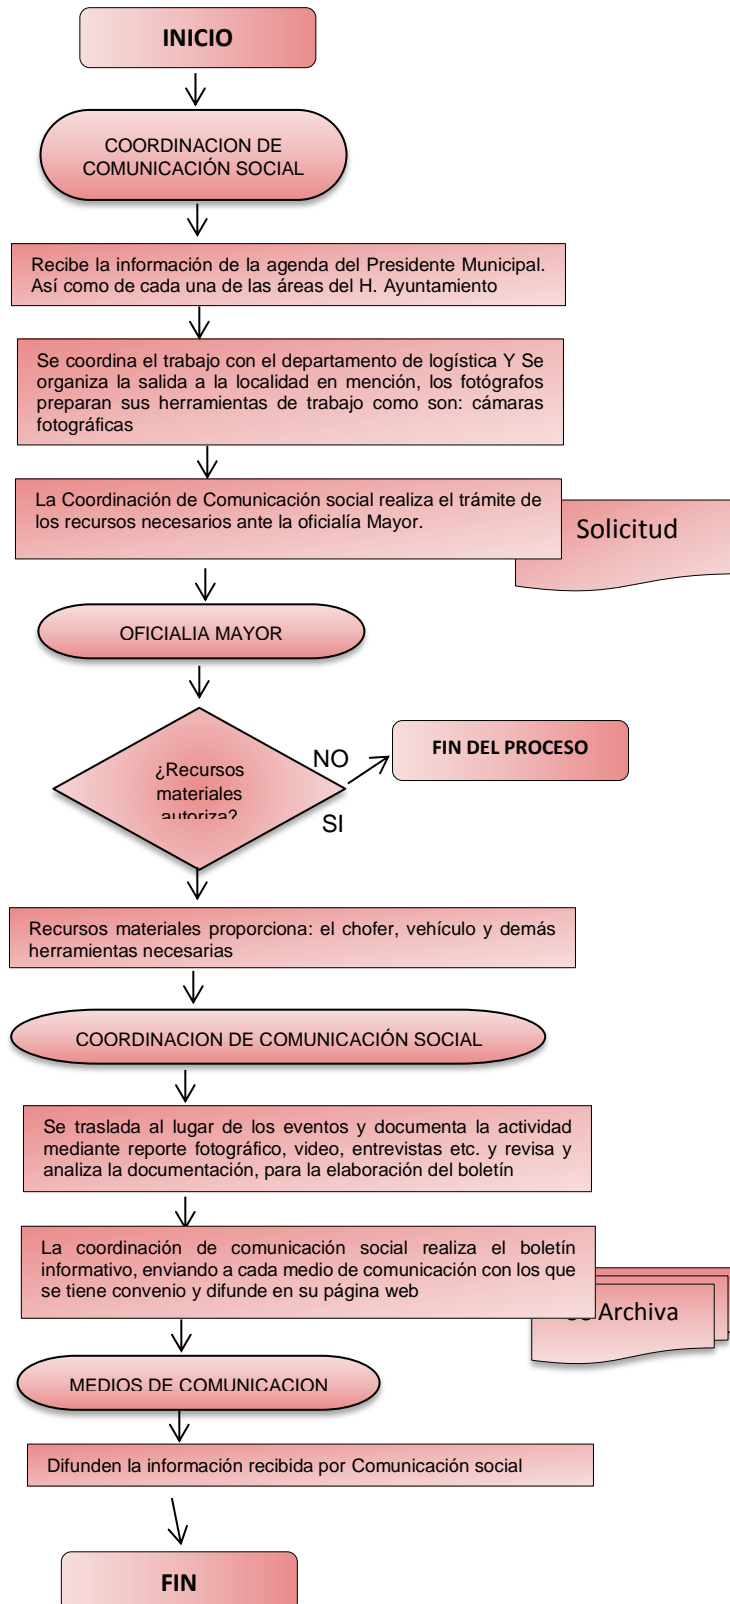 INICIO
COORDINACION DE
COMUNICACIÓN SOCIAL
Recibe la información de la agenda del Presidente Municipal.
Así como de cada una de las áreas del H. Ayuntamiento
Se coordina el trabajo con el departamento de logística Y Se
organiza la salida a la localidad en mención, los fotógrafos
preparan sus herramientas de trabajo como son: cámaras
fotográficas
La Coordinación de Comunicación social realiza el trámite de
los recursos necesarios ante la oficialía Mayor.
Solicitud
OFICIALIA MAYOR
¿Recursos
materiales
autoriza?
NO
SI
FIN DEL PROCESO
Recursos materiales proporciona: el chofer, vehículo y demás
herramientas necesarias
COORDINACION DE COMUNICACIÓN SOCIAL
Se traslada al lugar de los eventos y documenta la actividad
mediante reporte fotográfico, video, entrevistas etc. y revisa y
analiza la documentación, para la elaboración del boletín
La coordinación de comunicación social realiza el boletín
informativo, enviando a cada medio de comunicación con los que
se tiene convenio y difunde en su página web
Archiva
MEDIOS DE COMUNICACION
Difunden la información recibida por Comunicación social
FIN